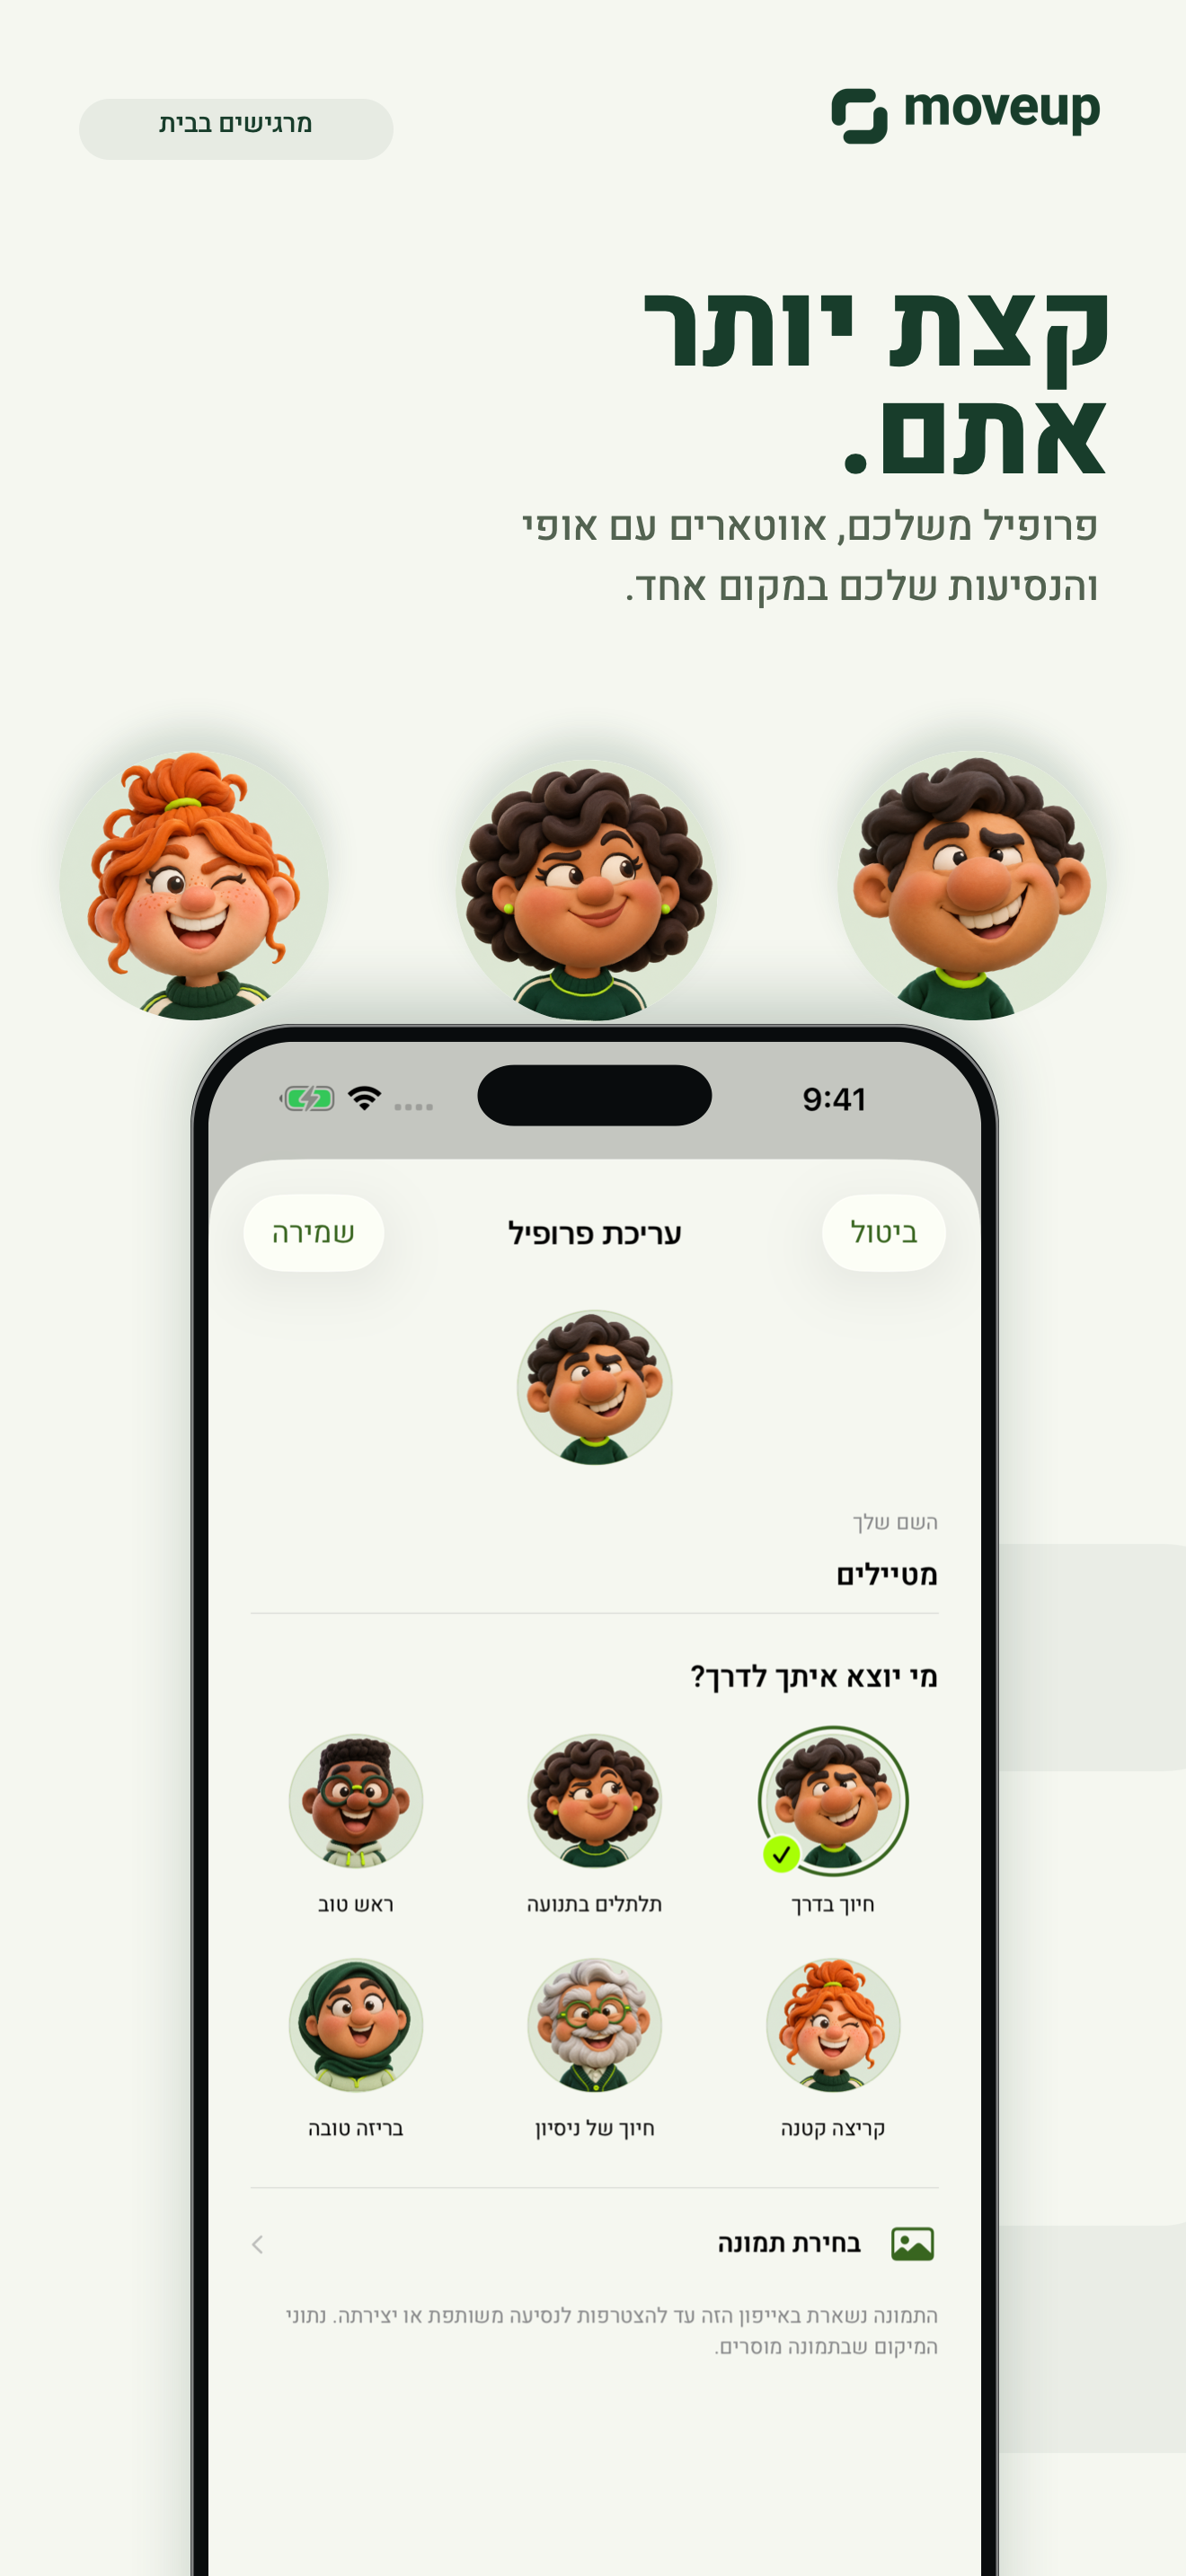 moveup
מרגישים בבית
קצת יותר
אתם.
פרופיל משלכם, אווטארים עם אופי
והנסיעות שלכם במקום אחד.
9:41
ביטול
עריכת פרופיל
שמירה
השם שלך
מטיילים
מי יוצא איתך לדרך?
חיוך בדרך
תלתלים בתנועה
ראש טוב
קריצה קטנה
חיוך של ניסיון
בריזה טובה
בחירת תמונה
התמונה נשארת באייפון הזה עד להצטרפות לנסיעה משותפת או יצירתה. נתוני
המיקום שבתמונה מוסרים.